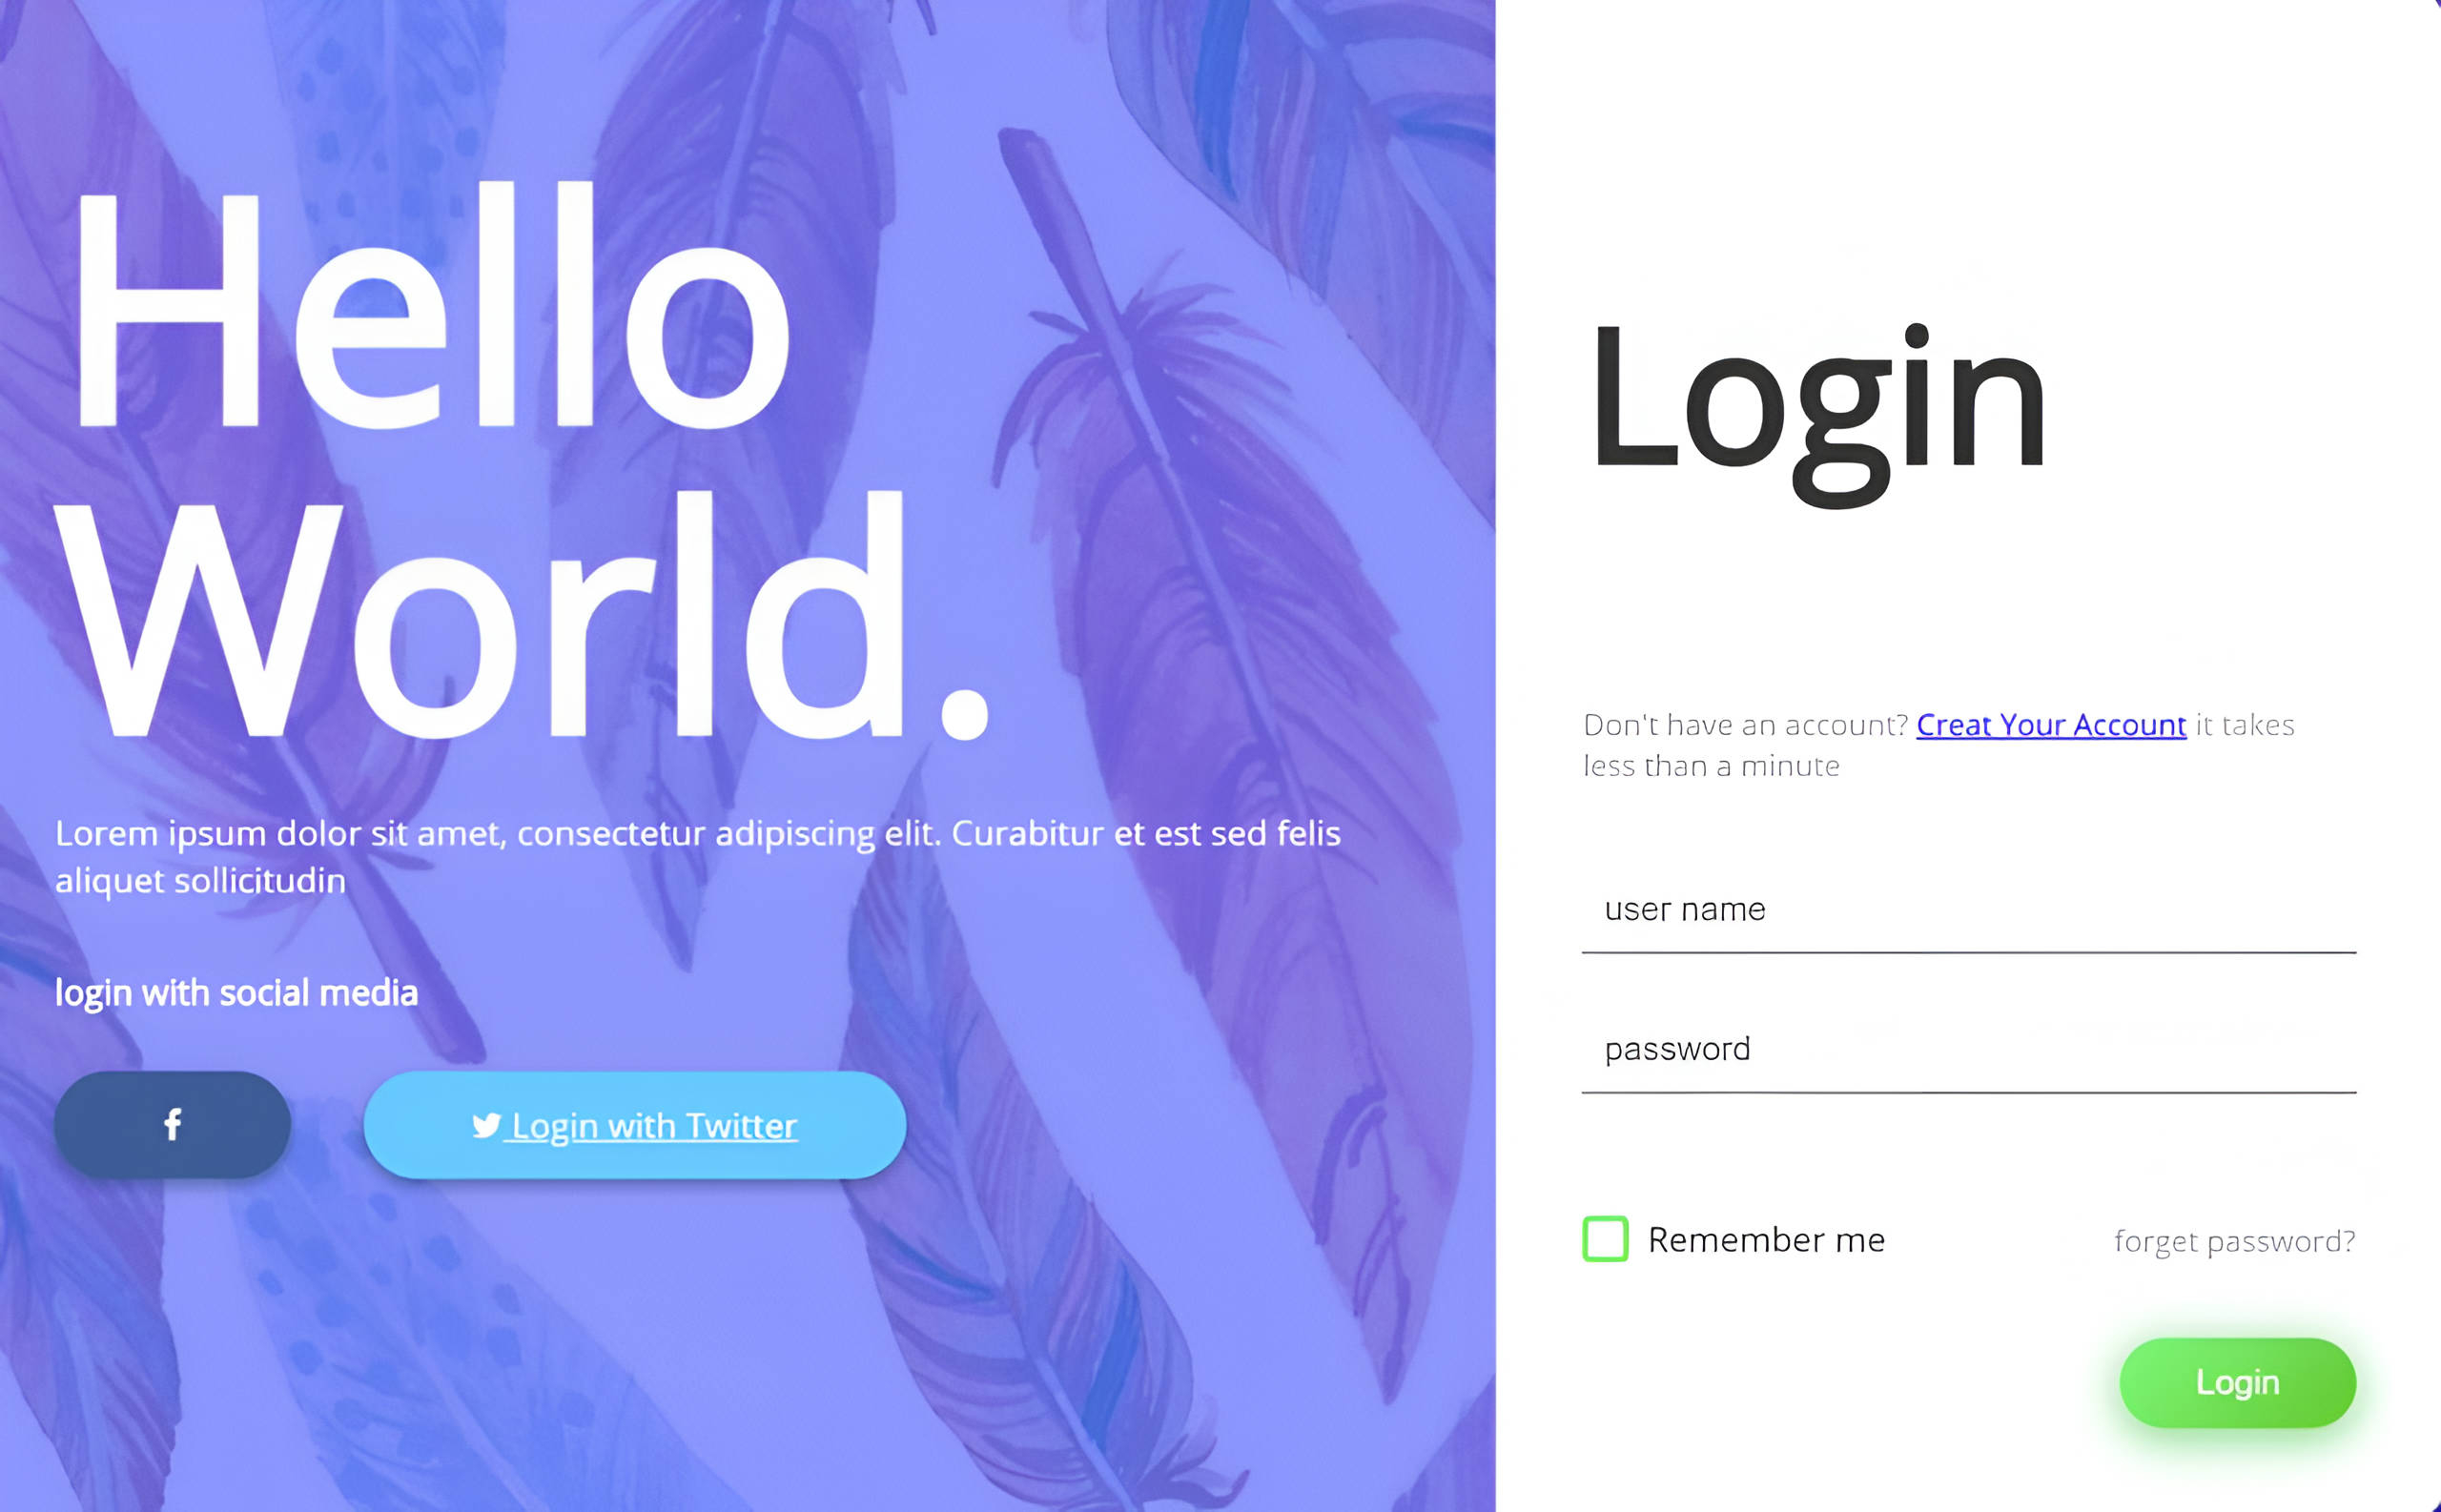 Hello
World.
Lorem ipsum dolor sit amet, consectetur adipiscing elit. Curabitur et est sed felis
aliquet sollicitudin
login with social media
f
Login with Twitter
Login
Don't have an account? Creat Your Account it takes
less than a minute
user name
password
Remember me
forget password?
Login